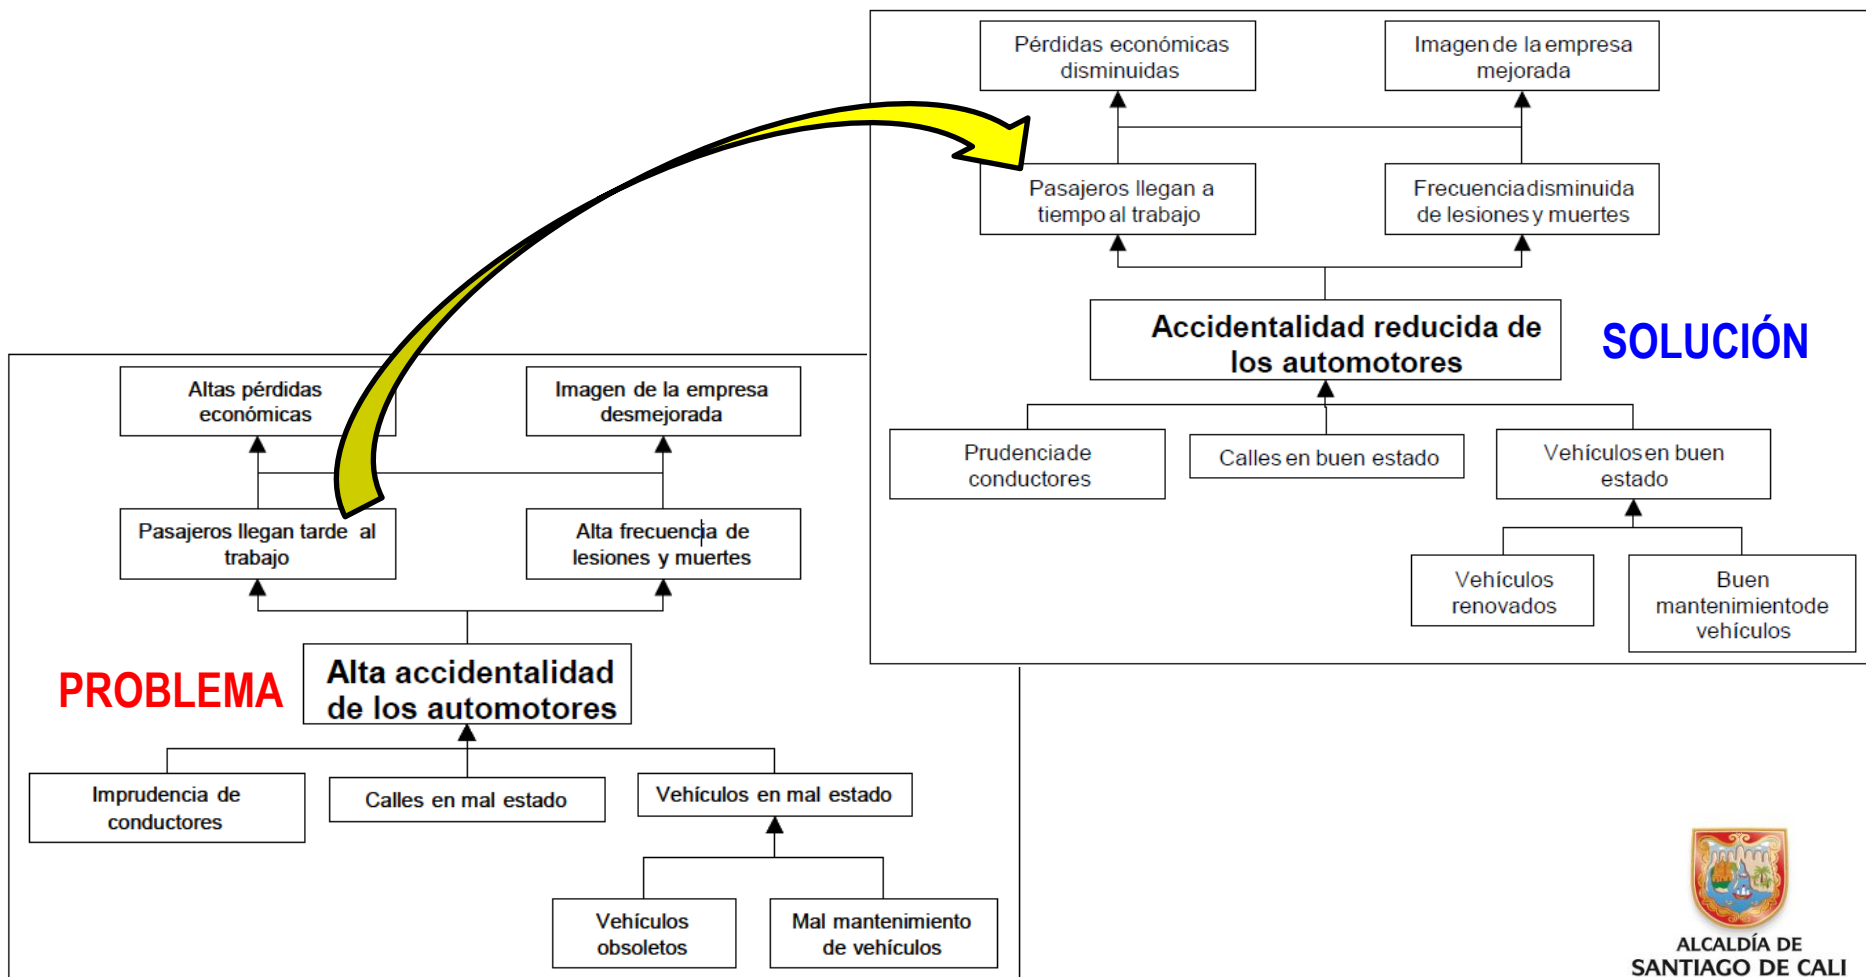 Pérdidas económicas
disminuidas
Imagen de la empresa
mejorada
Pasajeros llegan a
tiempo al trabajo
Frecuencia disminuida
de lesiones y muertes
Accidentalidad reducida de
los automotores
SOLUCIÓN
Prudencia de
conductores
Calles en buen estado
Vehículos en buen
estado
Vehículos
renovados
Buen
mantenimiento de
vehículos
Altas pérdidas
económicas
Imagen de la empresa
desmejorada
Pasajeros llegan tarde al
trabajo
Alta frecuencia de
lesiones y muertes
PROBLEMA
Alta accidentalidad
de los automotores
Imprudencia de
conductores
Calles en mal estado
Vehículos en mal estado
Vehículos
obsoletos
Mal mantenimiento
de vehículos
ALCALDÍA DE
SANTIAGO DE CALI